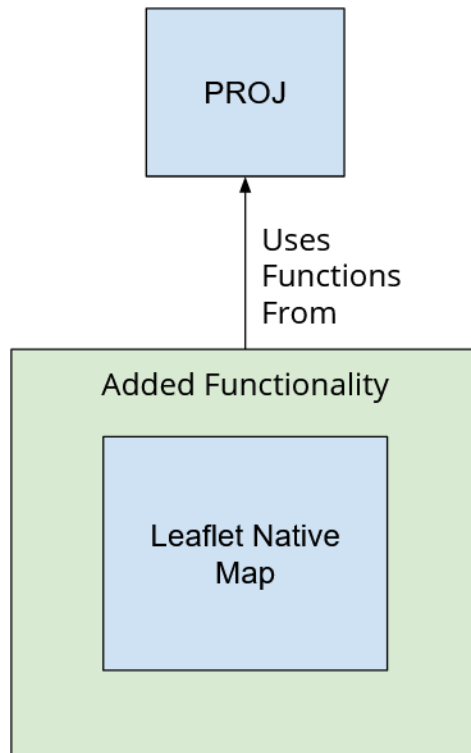 PROJ
Uses
Functions
From
Added Functionality
Leaflet Native
Map